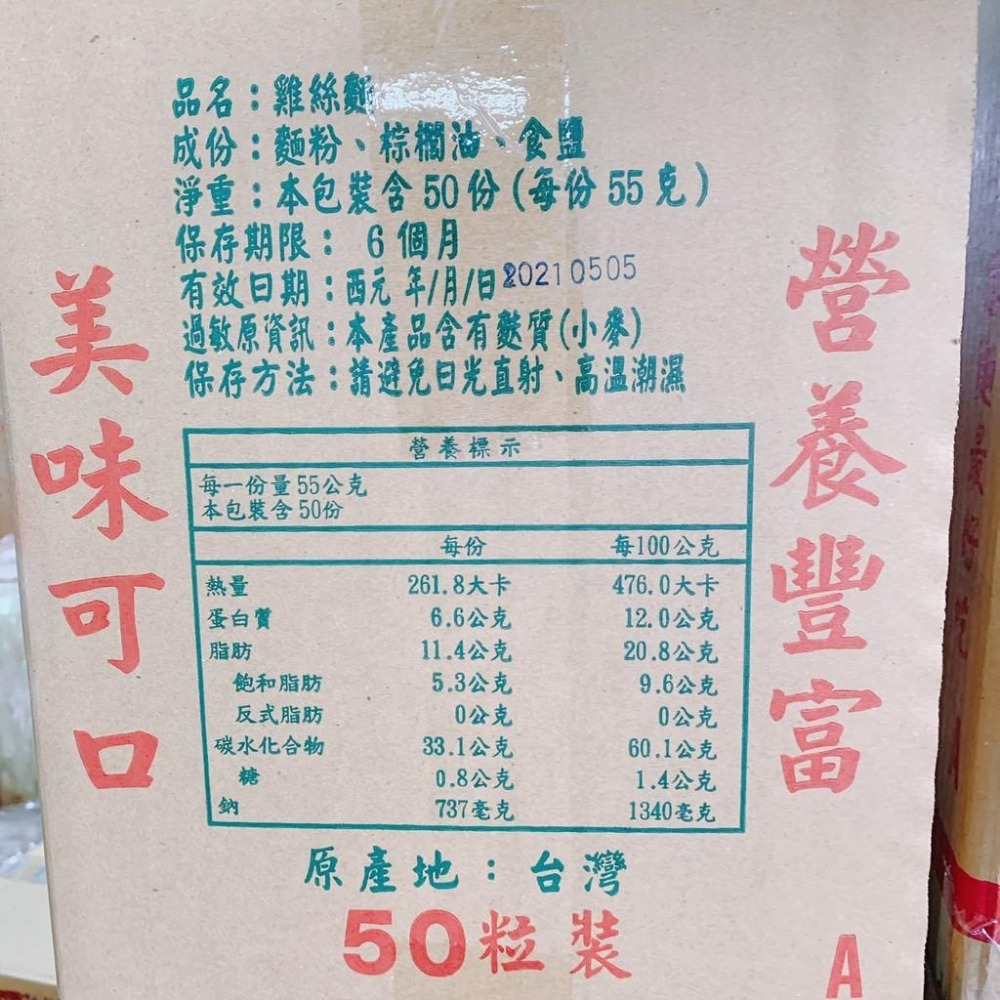 品名：雞絲麵
成份：麵粉、棕櫚油、食鹽
淨重：本包裝含50份(每份55克)
保存期限： 6個月
有效日期：西元 年/月/日 20210505
過敏原資訊：本產品含有麩質(小麥)
保存方法：請避免日光直射、高溫潮濕
美味可口
營養豐富
營養標示
每一份量55公克
本包裝含50份
每份 每100公克
熱量 261.8大卡 476.0大卡
蛋白質 6.6公克 12.0公克
脂肪 11.4公克 20.8公克
飽和脂肪 5.3公克 9.6公克
反式脂肪 0公克 0公克
碳水化合物 33.1公克 60.1公克
糖 0.8公克 1.4公克
鈉 737毫克 1340毫克
原產地：台灣
50粒裝
A